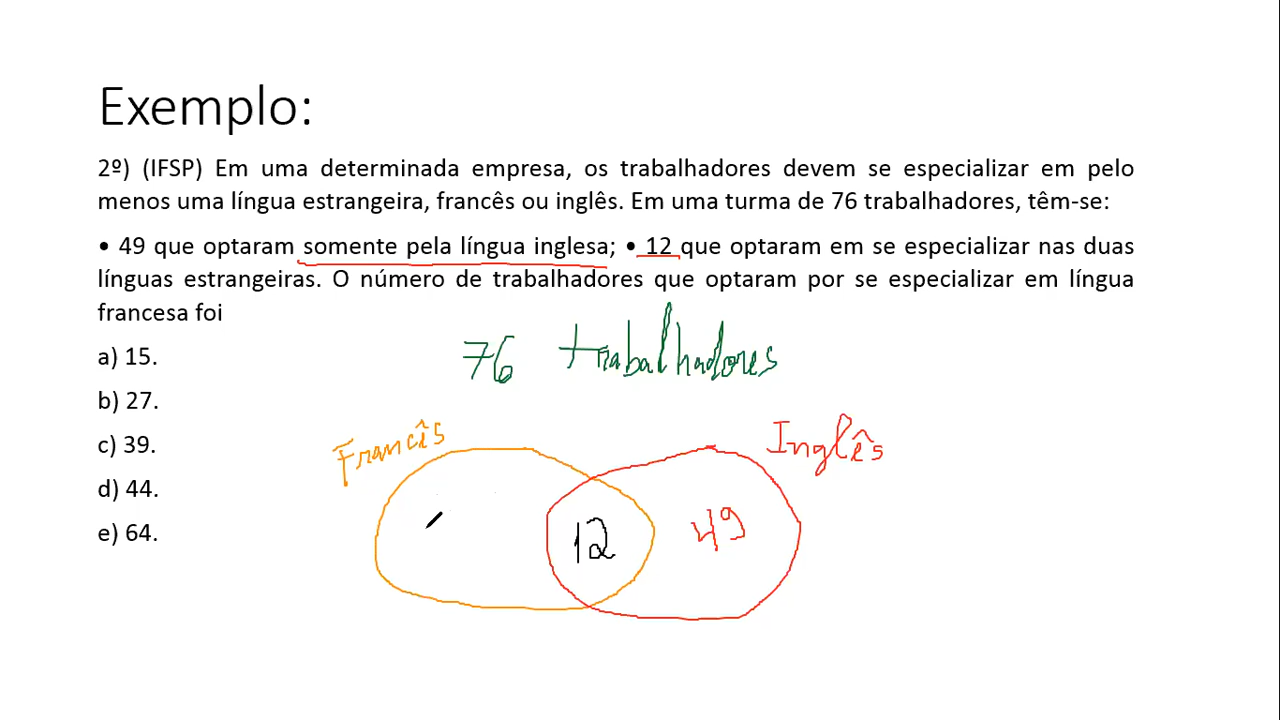 Exemplo:
2º) (IFSP) Em uma determinada empresa, os trabalhadores devem se especializar em pelo
menos uma língua estrangeira, francês ou inglês. Em uma turma de 76 trabalhadores, têm-se:
• 49 que optaram somente pela língua inglesa; • 12 que optaram em se especializar nas duas
línguas estrangeiras. O número de trabalhadores que optaram por se especializar em língua
francesa foi
a) 15.
76 trabalhadores
b) 27.
c) 39.
Francês
Inglês
d) 44.
e) 64.
12
49